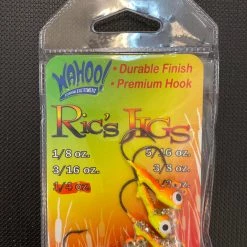 WAHOO!
• Durable Finish
• Premium Hook
Ric's Jigs
1/8 oz. 5/16 oz.
3/16 oz. 3/8 oz.
1/4 oz.